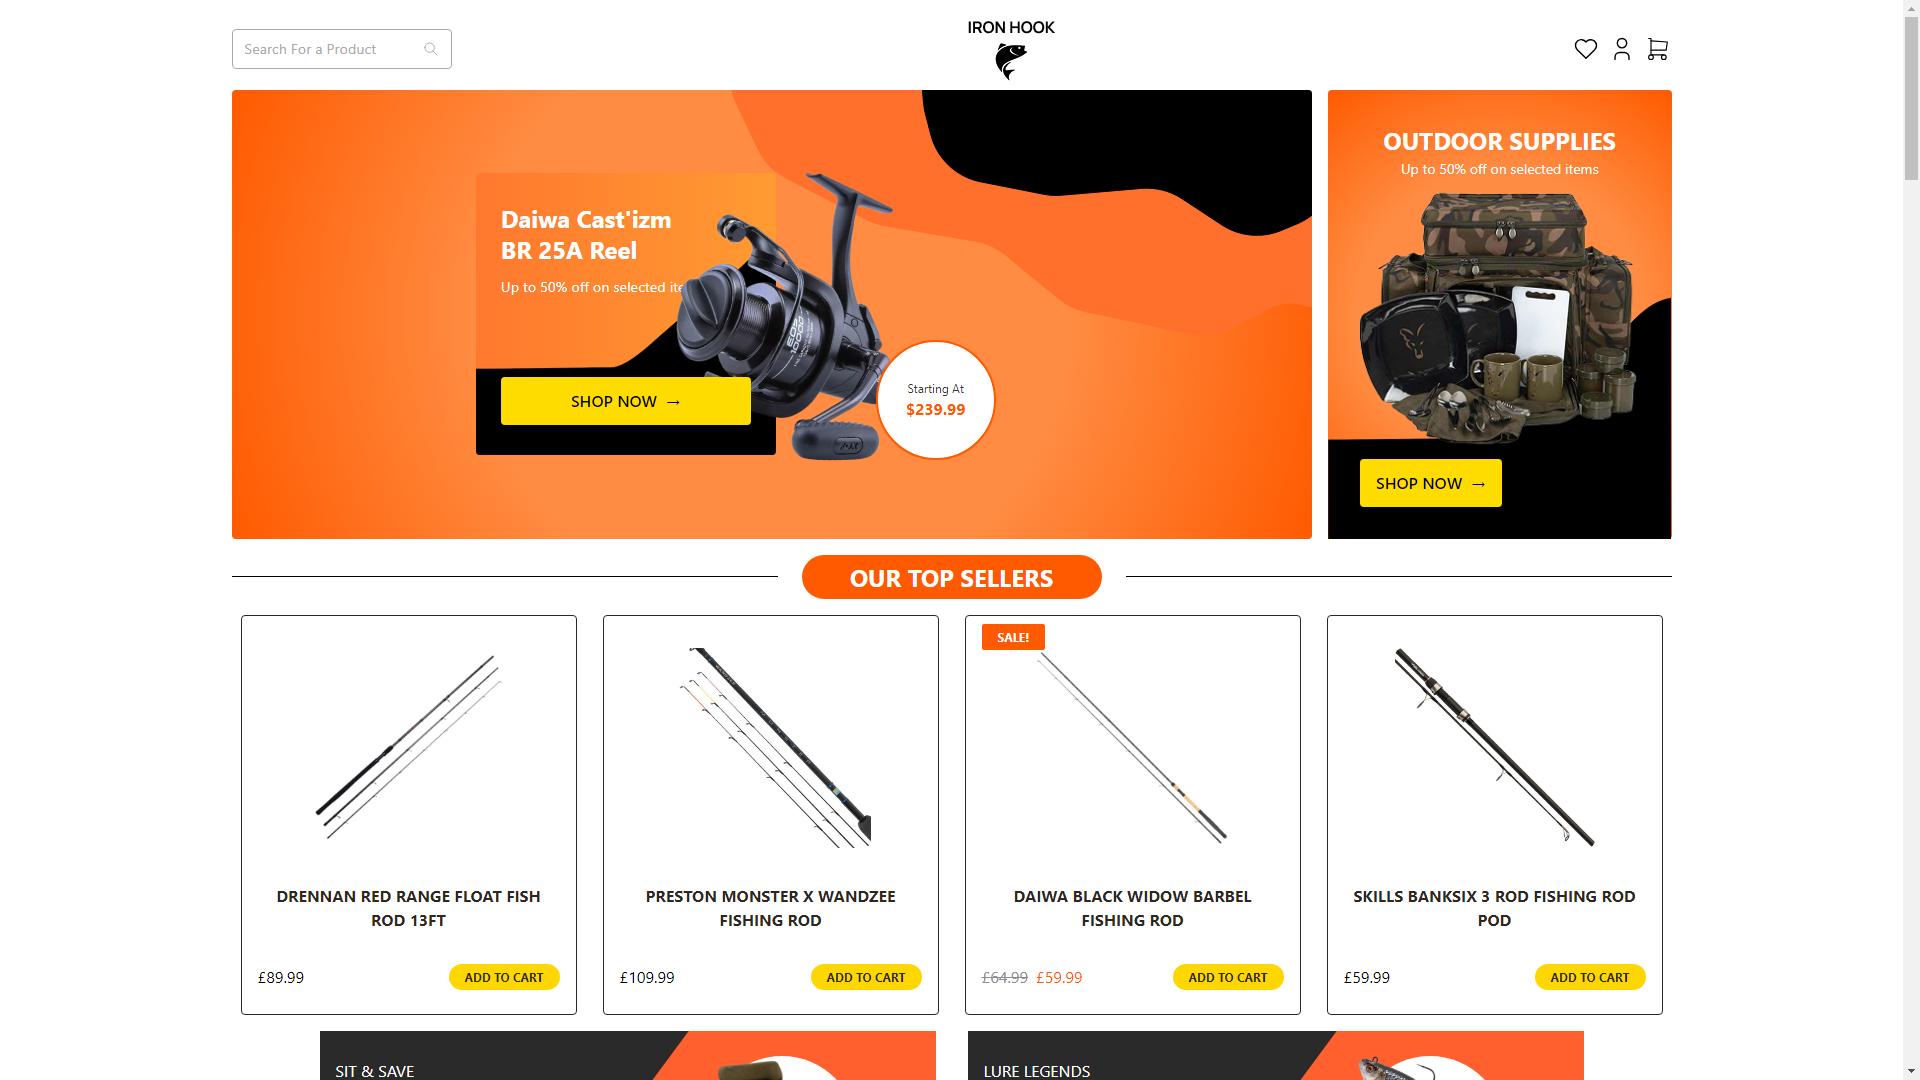 Search For a Product
IRON HOOK
Daiwa Cast'izm
BR 25A Reel
Up to 50% off on selected ite
SHOP NOW →
Starting At
$239.99
OUTDOOR SUPPLIES
Up to 50% off on selected items
SHOP NOW →
OUR TOP SELLERS
DRENNAN RED RANGE FLOAT FISH
ROD 13FT
£89.99
ADD TO CART
PRESTON MONSTER X WANDZEE
FISHING ROD
£109.99
ADD TO CART
SALE!
DAIWA BLACK WIDOW BARBEL
FISHING ROD
£64.99 £59.99
ADD TO CART
SKILLS BANKSIX 3 ROD FISHING ROD
POD
£59.99
ADD TO CART
SIT & SAVE
LURE LEGENDS